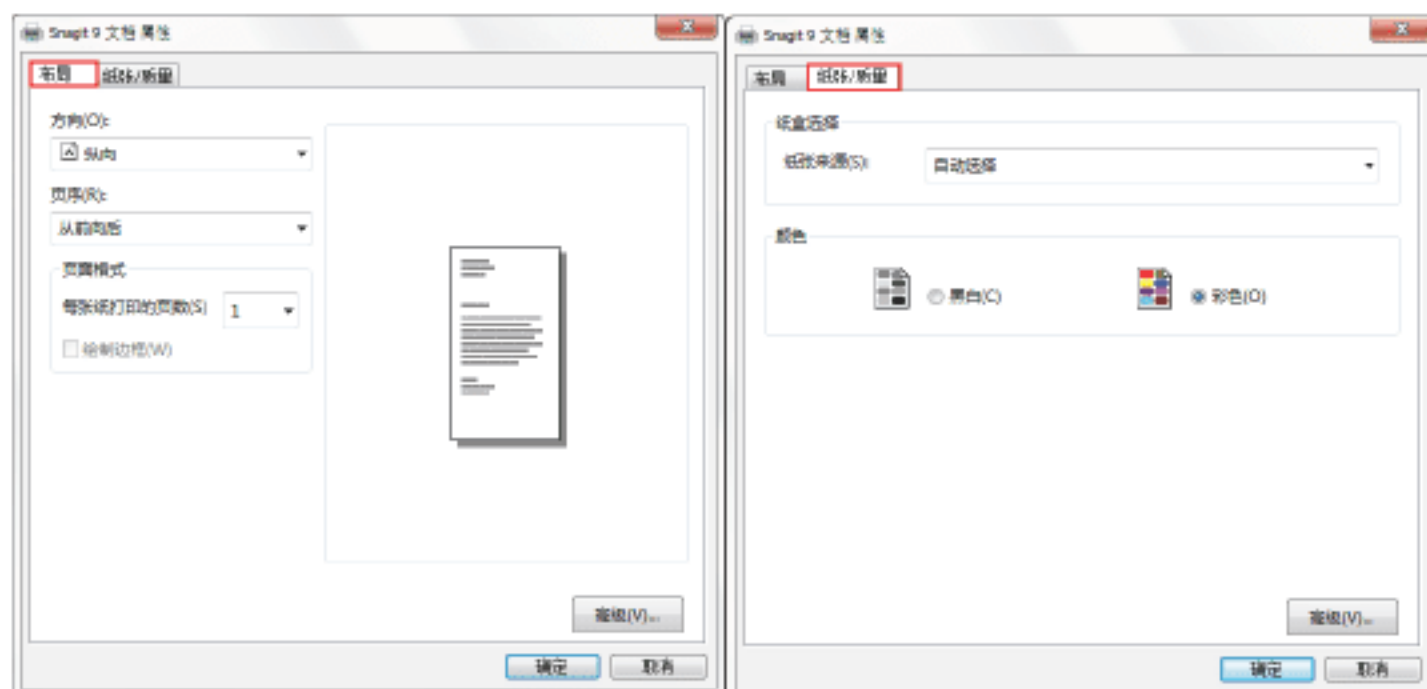 Snagit 9 文档 属性
布局 纸张/质量
方向(O):
纵向
页序(R):
从前向后
页面格式
每张纸打印的页数(S) 1
绘制边框(W)
高级(V)...
确定 取消
Snagit 9 文档 属性
布局 纸张/质量
纸盒选择
纸张来源(S): 自动选择
颜色
黑白(C) 彩色(O)
高级(V)...
确定 取消